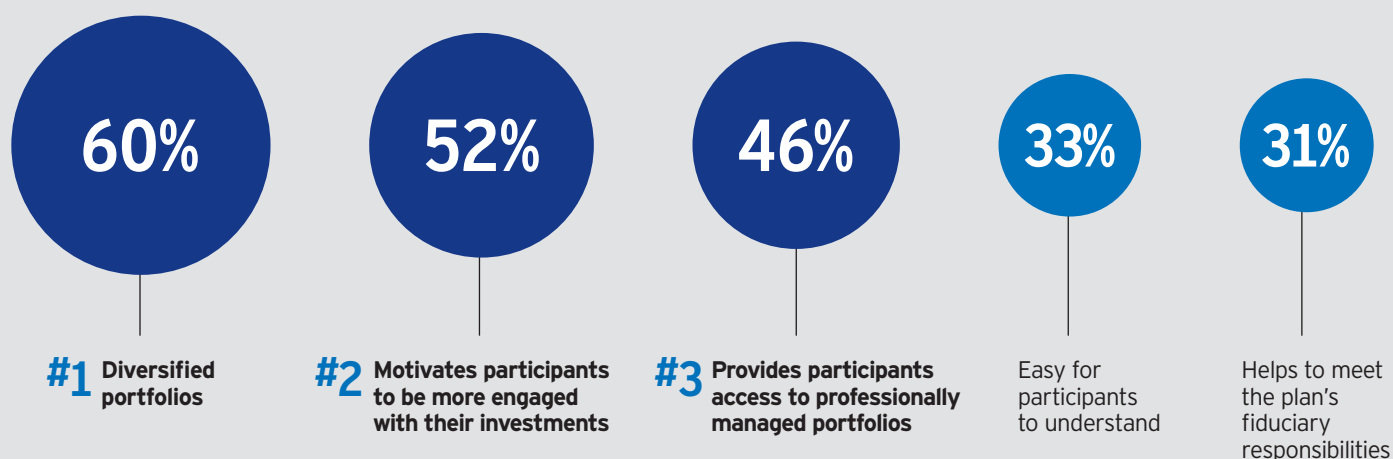 60%
52%
46%
33%
31%
#1 Diversified
portfolios
#2 Motivates participants
to be more engaged
with their investments
#3 Provides participants
access to professionally
managed portfolios
Easy for
participants
to understand
Helps to meet
the plan's
fiduciary
responsibilities